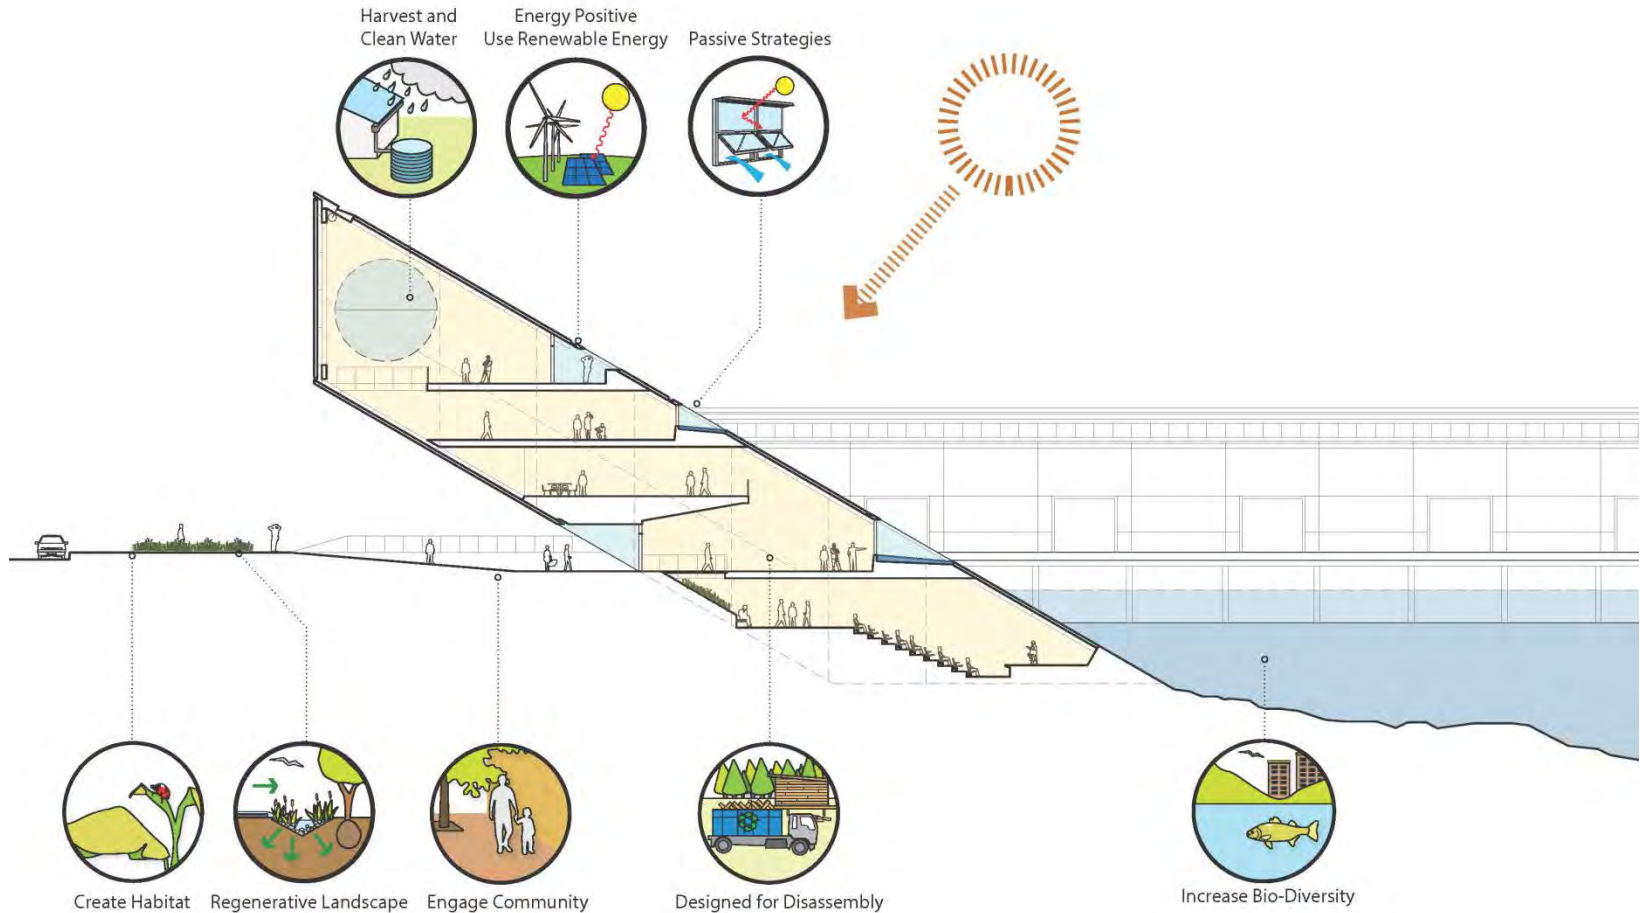 Harvest and
Clean Water
Energy Positive
Use Renewable Energy
Passive Strategies
Create Habitat
Regenerative Landscape
Engage Community
Designed for Disassembly
Increase Bio-Diversity